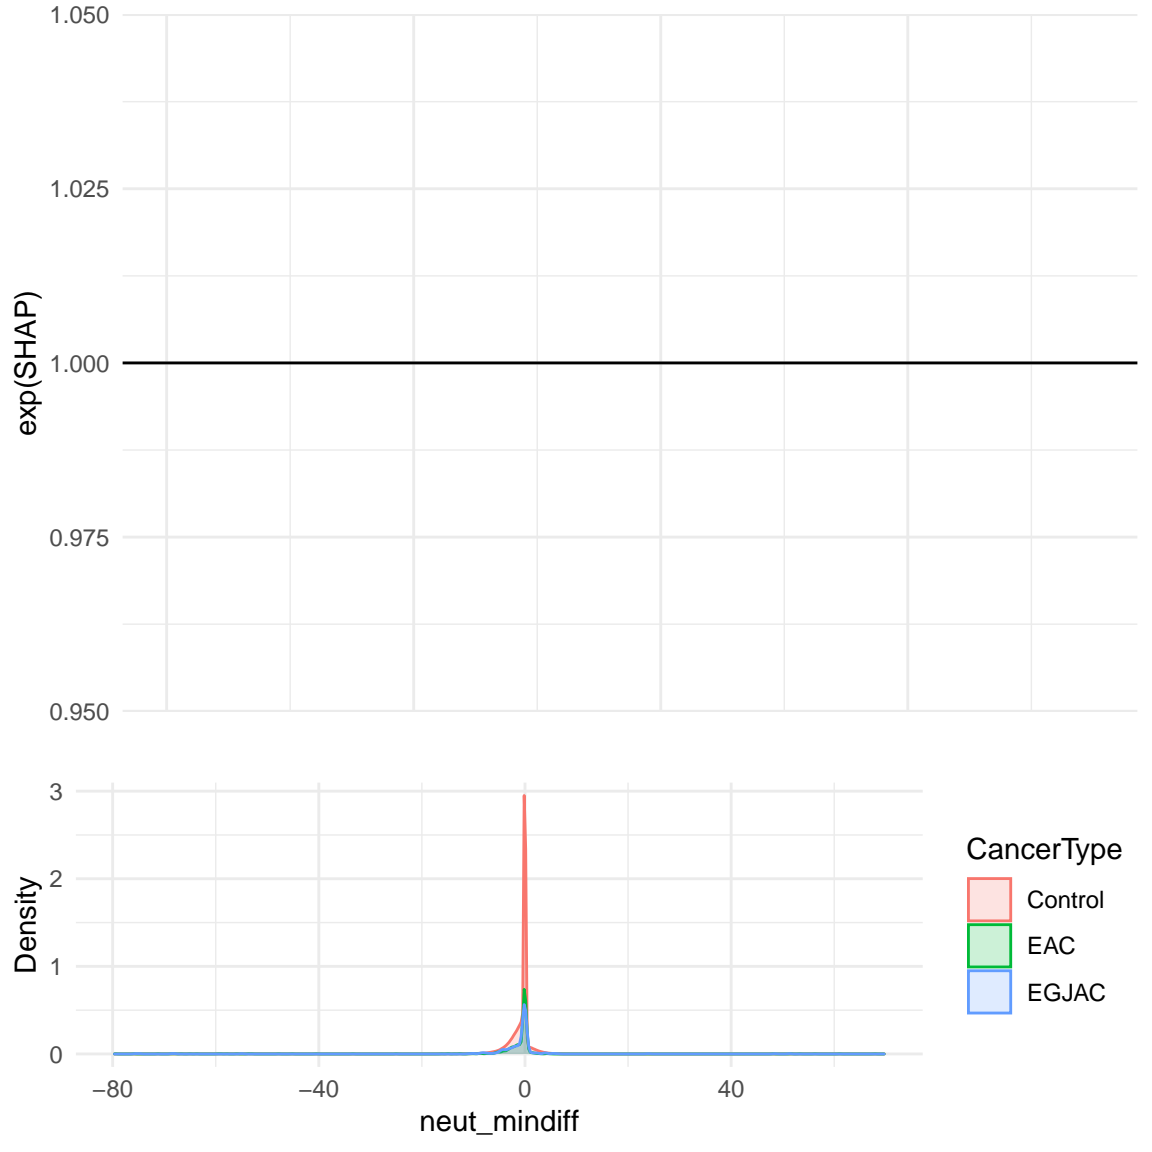 1.050
1.025
1.000
0.975
0.950
exp(SHAP)
3
2
1
0
Density
−80
−40
0
40
neut_mindiff
CancerType
Control
EAC
EGJAC